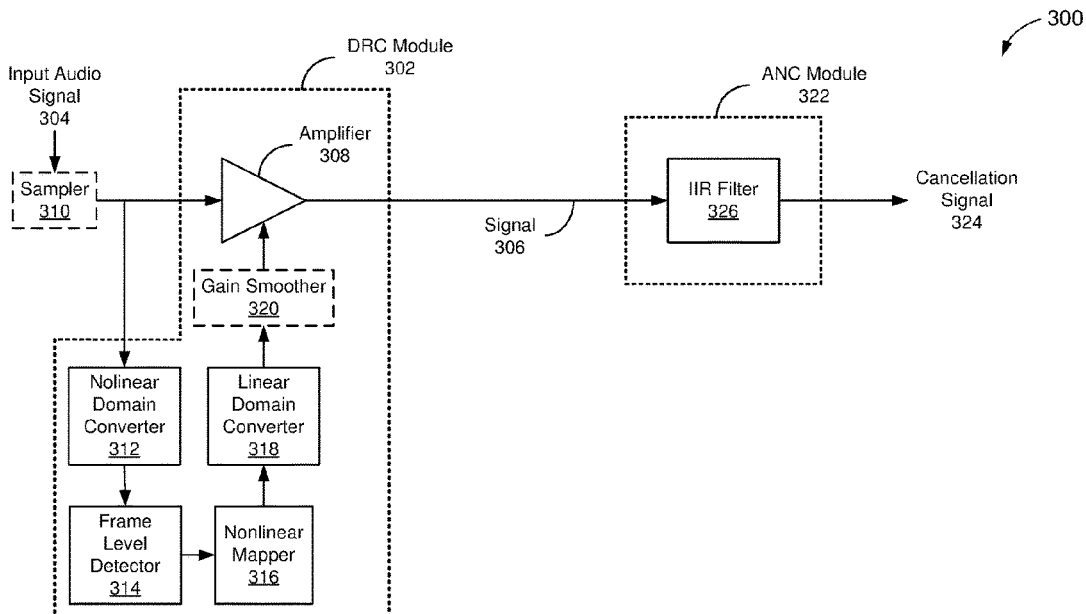 300
DRC Module
302
Input Audio
Signal
304
ANC Module
322
Amplifier
308
Sampler
310
IIR Filter
326
Cancellation
Signal
324
Signal
306
Gain Smoother
320
Nolinear
Domain
Converter
312
Linear
Domain
Converter
318
Frame
Level
Detector
314
Nonlinear
Mapper
316